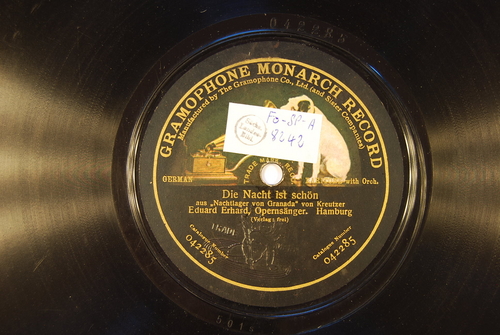 GRAMOPHONE MONARCH RECORD
(Manufactured by The Gramophone Co., Ltd. (and Sister Companies)
Fo-SP-A
8242
TRADE MARK
GERMAN
with Orch.
Die Nacht ist schön
aus „Nachtlager von Granada" von Kreutzer
Eduard Erhard, Opernsänger. Hamburg
(Verlag: frei)
Catalogue Number
042285
Catalogue Number
042285